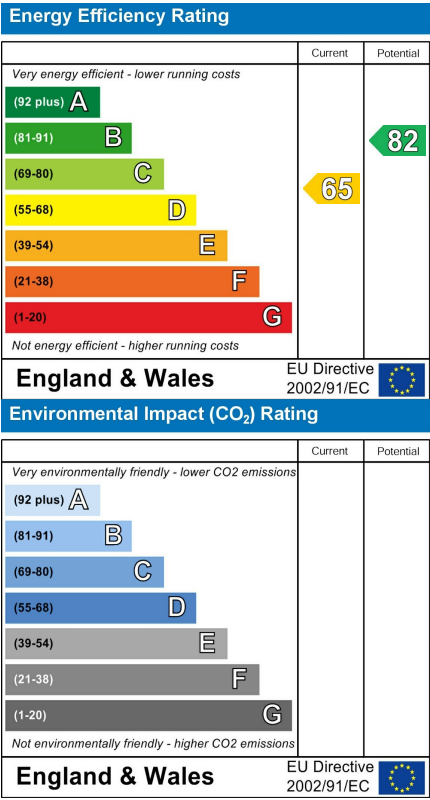 Energy Efficiency Rating
Current Potential
Very energy efficient - lower running costs
(92 plus) A
(81-91) B
82
(69-80) C
65
(55-68) D
(39-54) E
(21-38) F
(1-20) G
Not energy efficient - higher running costs
England & Wales
EU Directive
2002/91/EC
Environmental Impact (CO₂) Rating
Current Potential
Very environmentally friendly - lower CO2 emissions
(92 plus) A
(81-91) B
(69-80) C
(55-68) D
(39-54) E
(21-38) F
(1-20) G
Not environmentally friendly - higher CO2 emissions
England & Wales
EU Directive
2002/91/EC